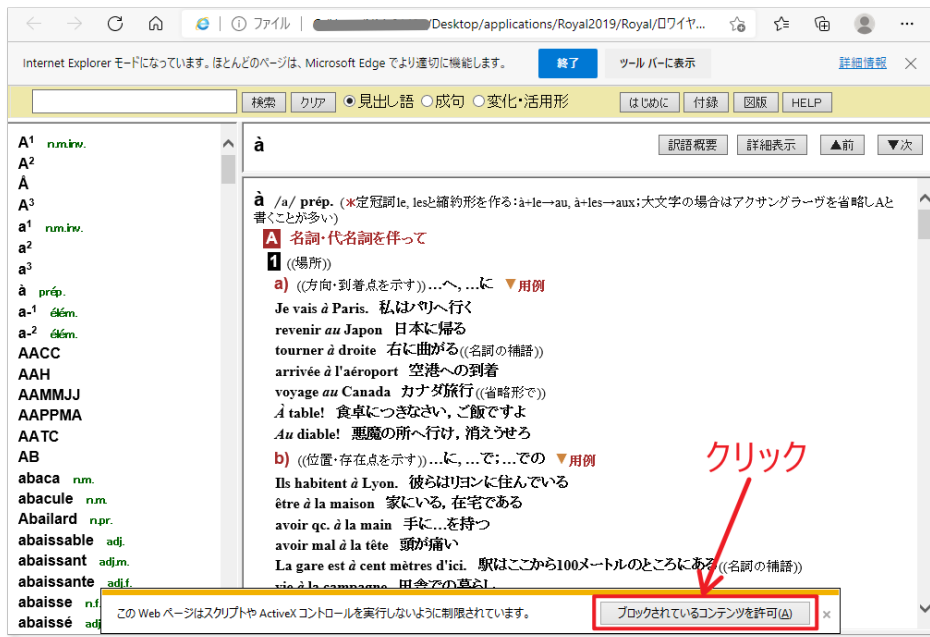 ファイル /Desktop/applications/Royal2019/Royal/ロワイヤ...
Internet Explorer モードになっています。ほとんどのページは、Microsoft Edge でより適切に機能します。 終了 ツール バーに表示 詳細情報
検索 クリア 見出し語 成句 変化・活用形 はじめに 付録 図版 HELP
A1 n.m.inv.
A2
Å
A3
a1 n.m.inv.
a2
a3
à prép.
a-1 élém.
a-2 élém.
AACC
AAH
AAMMJJ
AAPPMA
AATC
AB
abaca n.m.
abacule n.m.
Abailard n.pr.
abaissable adj.
abaissant adj.m.
abaissante adj.f.
abaisse n.f.
abaissé adj
à 訳語概要 詳細表示 ▲前 ▼次
à /a/ prép. (*定冠詞le, lesと縮約形を作る:à+le→au, à+les→aux;大文字の場合はアクサングラーヴを省略しAと
書くことが多い)
A 名詞・代名詞を伴って
1 ((場所))
a) ((方向・到着点を示す))…へ, …に ▼用例
Je vais à Paris. 私はパリへ行く
revenir au Japon 日本に帰る
tourner à droite 右に曲がる((名詞の補語))
arrivée à l'aéroport 空港への到着
voyage au Canada カナダ旅行((省略形で))
À table! 食卓につきなさい, ご飯ですよ
Au diable! 悪魔の所へ行け, 消えうせろ
b) ((位置・存在点を示す))…に, …で;…での ▼用例
Ils habitent à Lyon. 彼らはリヨンに住んでいる
être à la maison 家にいる, 在宅である
avoir qc. à la main 手に…を持つ
avoir mal à la tête 頭が痛い
La gare est à cent mètres d'ici. 駅はここから100メートルのところにある((名詞の補語))
vie à la campagne 田舎での暮らし
クリック
この Web ページはスクリプトや ActiveX コントロールを実行しないように制限されています。 ブロックされているコンテンツを許可(A) ×